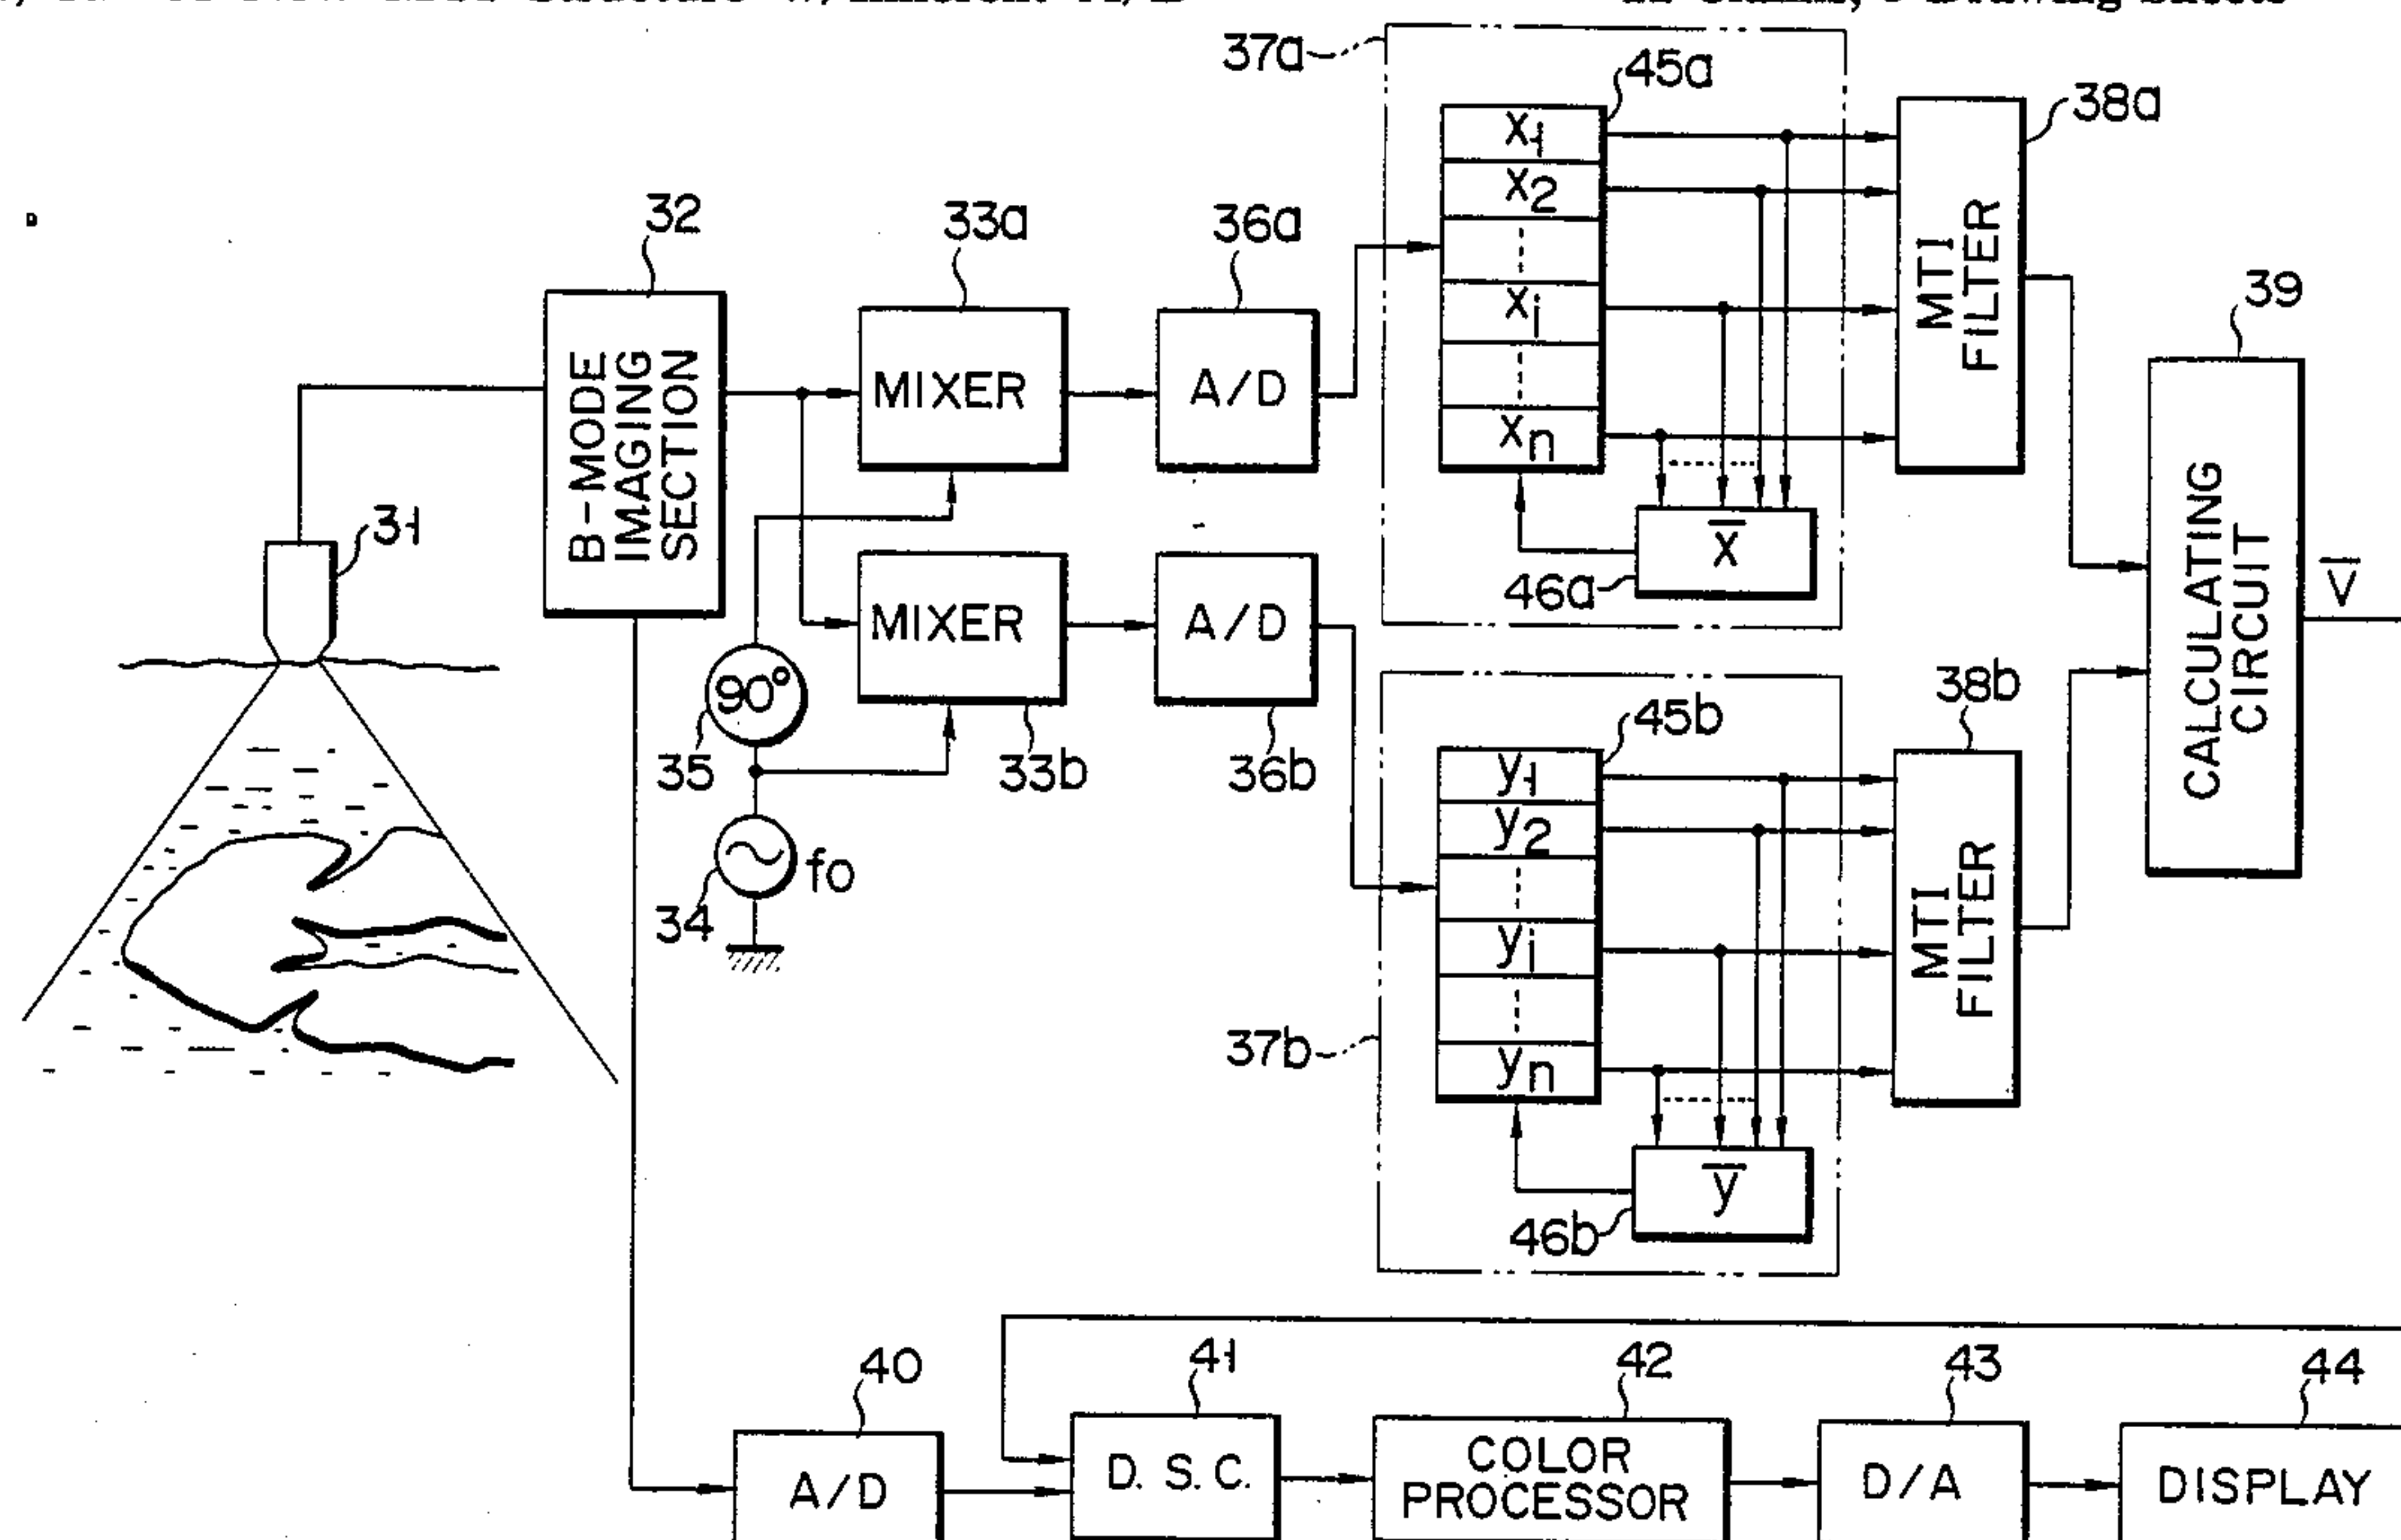 37a
45a
38a
x1
x2
xi
xn
MTI
FILTER
32
33a
36a
39
B-MODE
IMAGING
SECTION
MIXER
A/D
x̅
46a
CALCULATING
CIRCUIT
V̅
31
MIXER
A/D
90°
35
33b
36b
45b
38b
34
fo
y1
y2
yi
yn
MTI
FILTER
37b
y̅
46b
40
41
42
43
44
A/D
D. S. C.
COLOR
PROCESSOR
D/A
DISPLAY